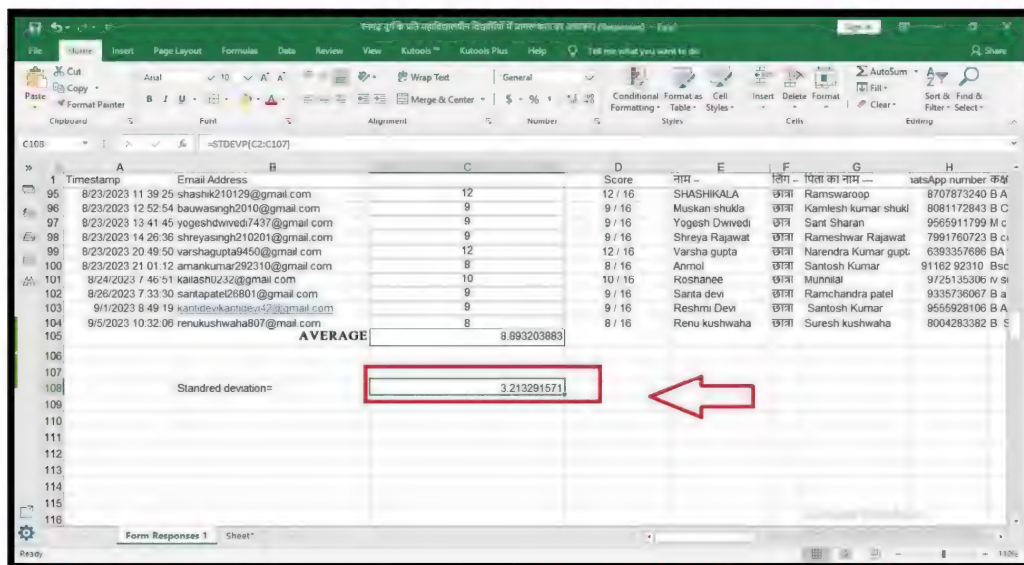 (Responses) - Excel
File Home Insert Page Layout Formulas Data Review View Kutools ™ Kutools Plus Help Tell me what you want to do Share
Cut
Copy
Paste
Format Painter
Arial 10
Wrap Text
Merge & Center
General
Conditional Formatting
Format as Table
Cell Styles
Insert Delete Format
AutoSum
Fill
Clear
Sort & Filter
Find & Select
Clipboard Font Alignment Number Styles Cells Editing
C108 =STDEVP(C2:C107)
A B C D E F G H
1 Timestamp Email Address Score नाम – लिंग – पिता का नाम — atsApp number
95 8/23/2023 11 39 25 shashik210129@gmail.com 12 12 / 16 SHASHIKALA छात्रा Ramswaroop 8707873240 B A
96 8/23/2023 12 52 54 bauwasingh2010@gmail.com 9 9 / 16 Muskan shukla छात्रा Kamlesh kumar shukl 8081172843 B C
97 8/23/2023 13 41 45 yogeshdwivedi7437@gmail.com 9 9 / 16 Yogesh Dwivedi छात्रा Sant Sharan 9565911799 M c
98 8/23/2023 14 26:36 shreyasingh210201@gmail.com 9 9 / 16 Shreya Rajawat छात्रा Rameshwar Rajawat 7991760723 B c
99 8/23/2023 20 49:50 varshagupta9450@gmail.com 12 12 / 16 Varsha gupta छात्रा Narendra Kumar gupt 6393357686 BA
100 8/23/2023 21 01.12 amankumar292310@gmail.com 8 8 / 16 Anmol छात्रा Santosh Kumar 91162 92310 Bsc
101 8/24/2023 7 46 51 kailash0232@gmail.com 10 10 / 16 Roshanee छात्रा Munnilal 9725135306
102 8/26/2023 7.33 30 santapatel26801@gmail.com 9 9 / 16 Santa devi छात्रा Ramchandra patel 9335736067 B a
103 9/1/2023 8 49 19 kantidevikantidevi42@gmail.com 9 9 / 16 Reshmi Devi छात्रा Santosh Kumar 9555928106 B A
104 9/5/2023 10.32 06 renukushwaha807@mail.com 8 8 / 16 Renu kushwaha छात्रा Suresh kushwaha 8004283382 B S
105 AVERAGE 8.893203883
106
107
108 Standred deviation= 3.213291571
109
110
111
112
113
114
115
116
Form Responses 1 Sheet
Ready 110%